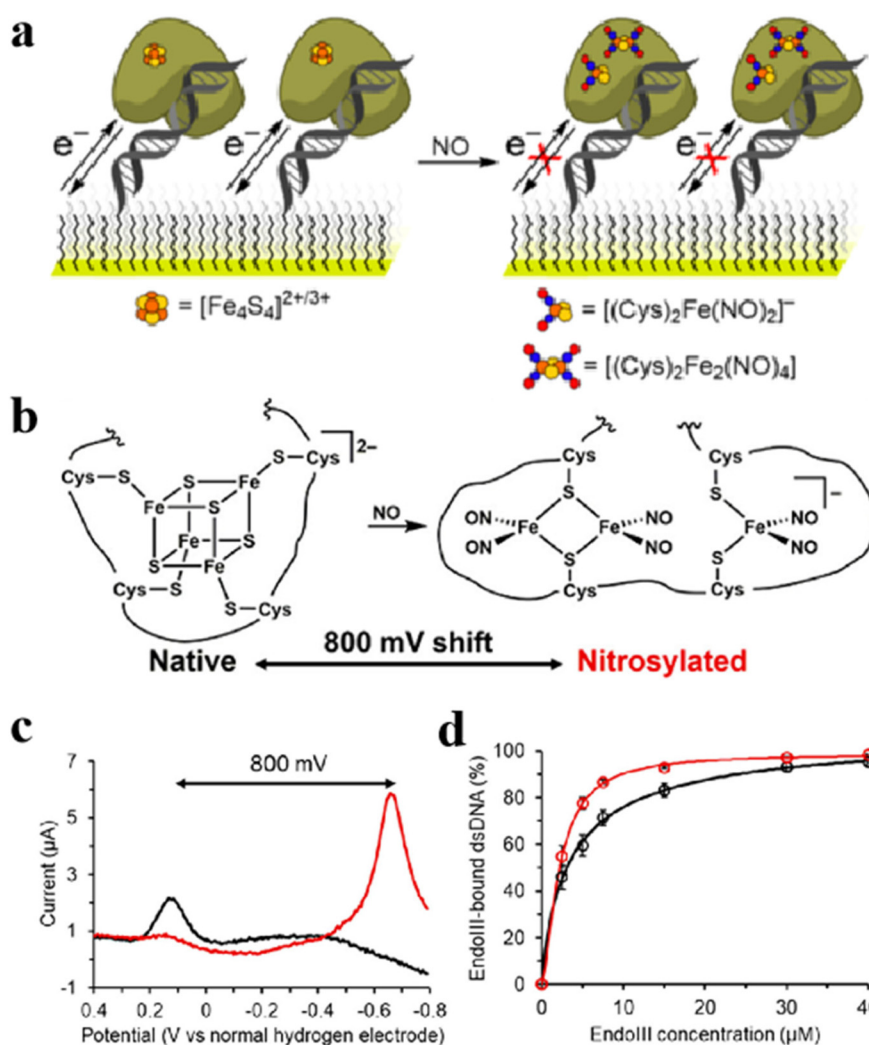 a
e⁻ e⁻ NO e⁻ e⁻
= [Fe₄S₄]²⁺/³⁺
= [(Cys)₂Fe(NO)₂]⁻
= [(Cys)₂Fe₂(NO)₄]
b
Cys S S Fe Fe S Cys 2−
Fe S Fe S
Cys S S Cys
NO
Cys S ON ON Fe Fe NO NO S Cys
Cys S Fe NO NO S Cys −
800 mV shift
Native Nitrosylated
c
800 mV
Current (µA)
7
5
3
1
-1
0.4 0.2 0 -0.2 -0.4 -0.6 -0.8
Potential (V vs normal hydrogen electrode)
d
EndoIII-bound dsDNA (%)
100
80
60
40
20
0
0 10 20 30 40
EndoIII concentration (µM)